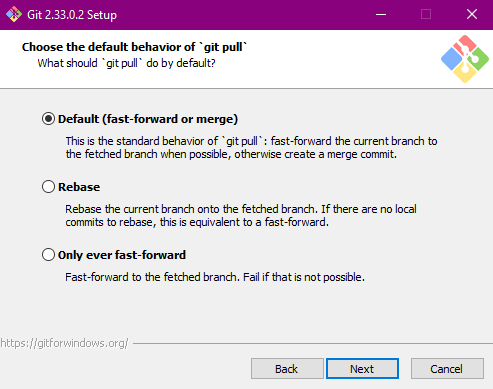 Git 2.33.0.2 Setup
Choose the default behavior of `git pull`
What should `git pull` do by default?
Default (fast-forward or merge)
This is the standard behavior of `git pull`: fast-forward the current branch to
the fetched branch when possible, otherwise create a merge commit.
Rebase
Rebase the current branch onto the fetched branch. If there are no local
commits to rebase, this is equivalent to a fast-forward.
Only ever fast-forward
Fast-forward to the fetched branch. Fail if that is not possible.
https://gitforwindows.org/
Back Next Cancel